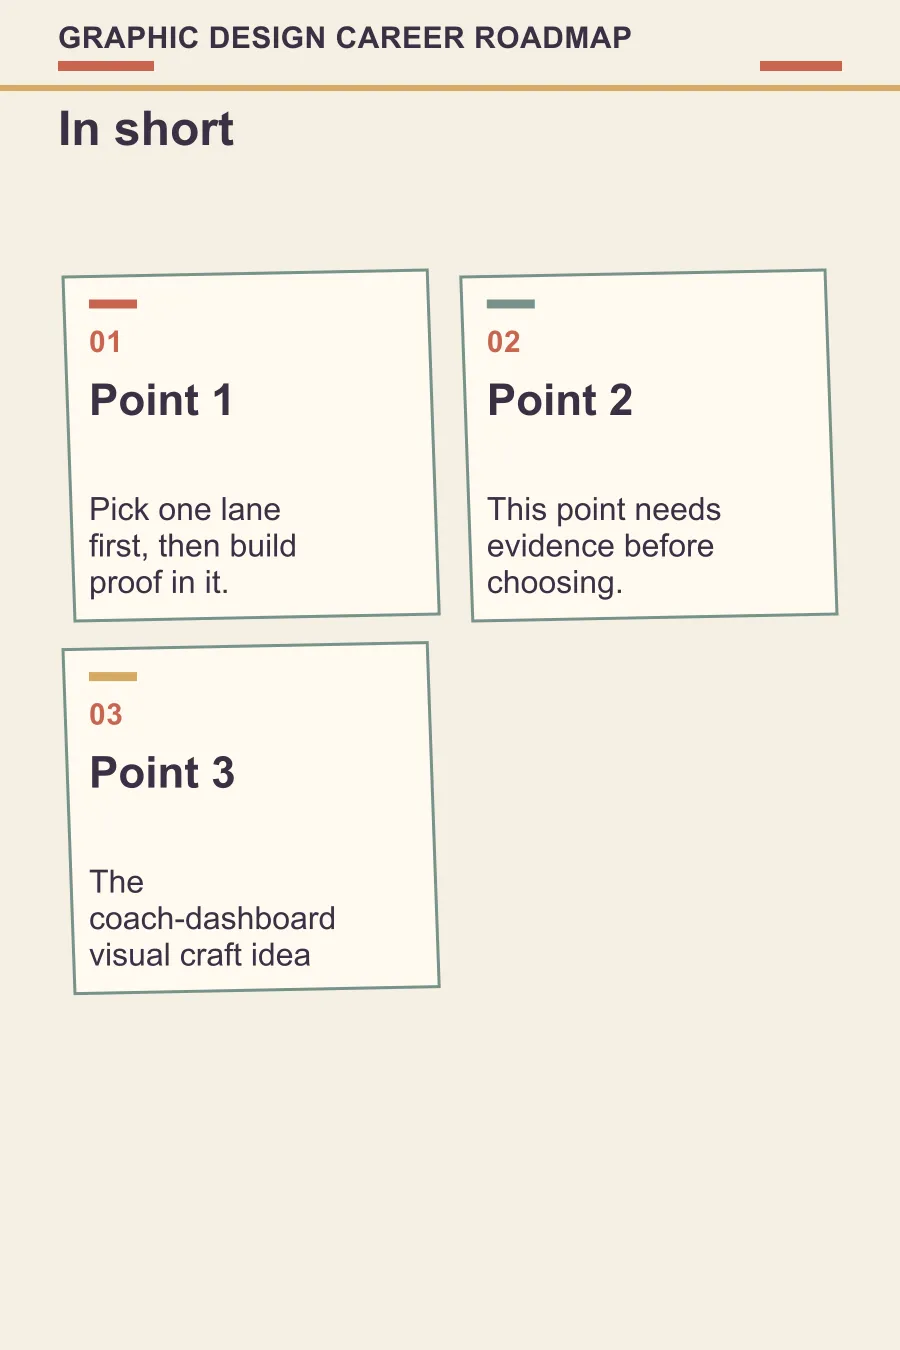 GRAPHIC DESIGN CAREER ROADMAP
In short
01
Point 1
Pick one lane
first, then build
proof in it.
02
Point 2
This point needs
evidence before
choosing.
03
Point 3
The
coach-dashboard
visual craft idea